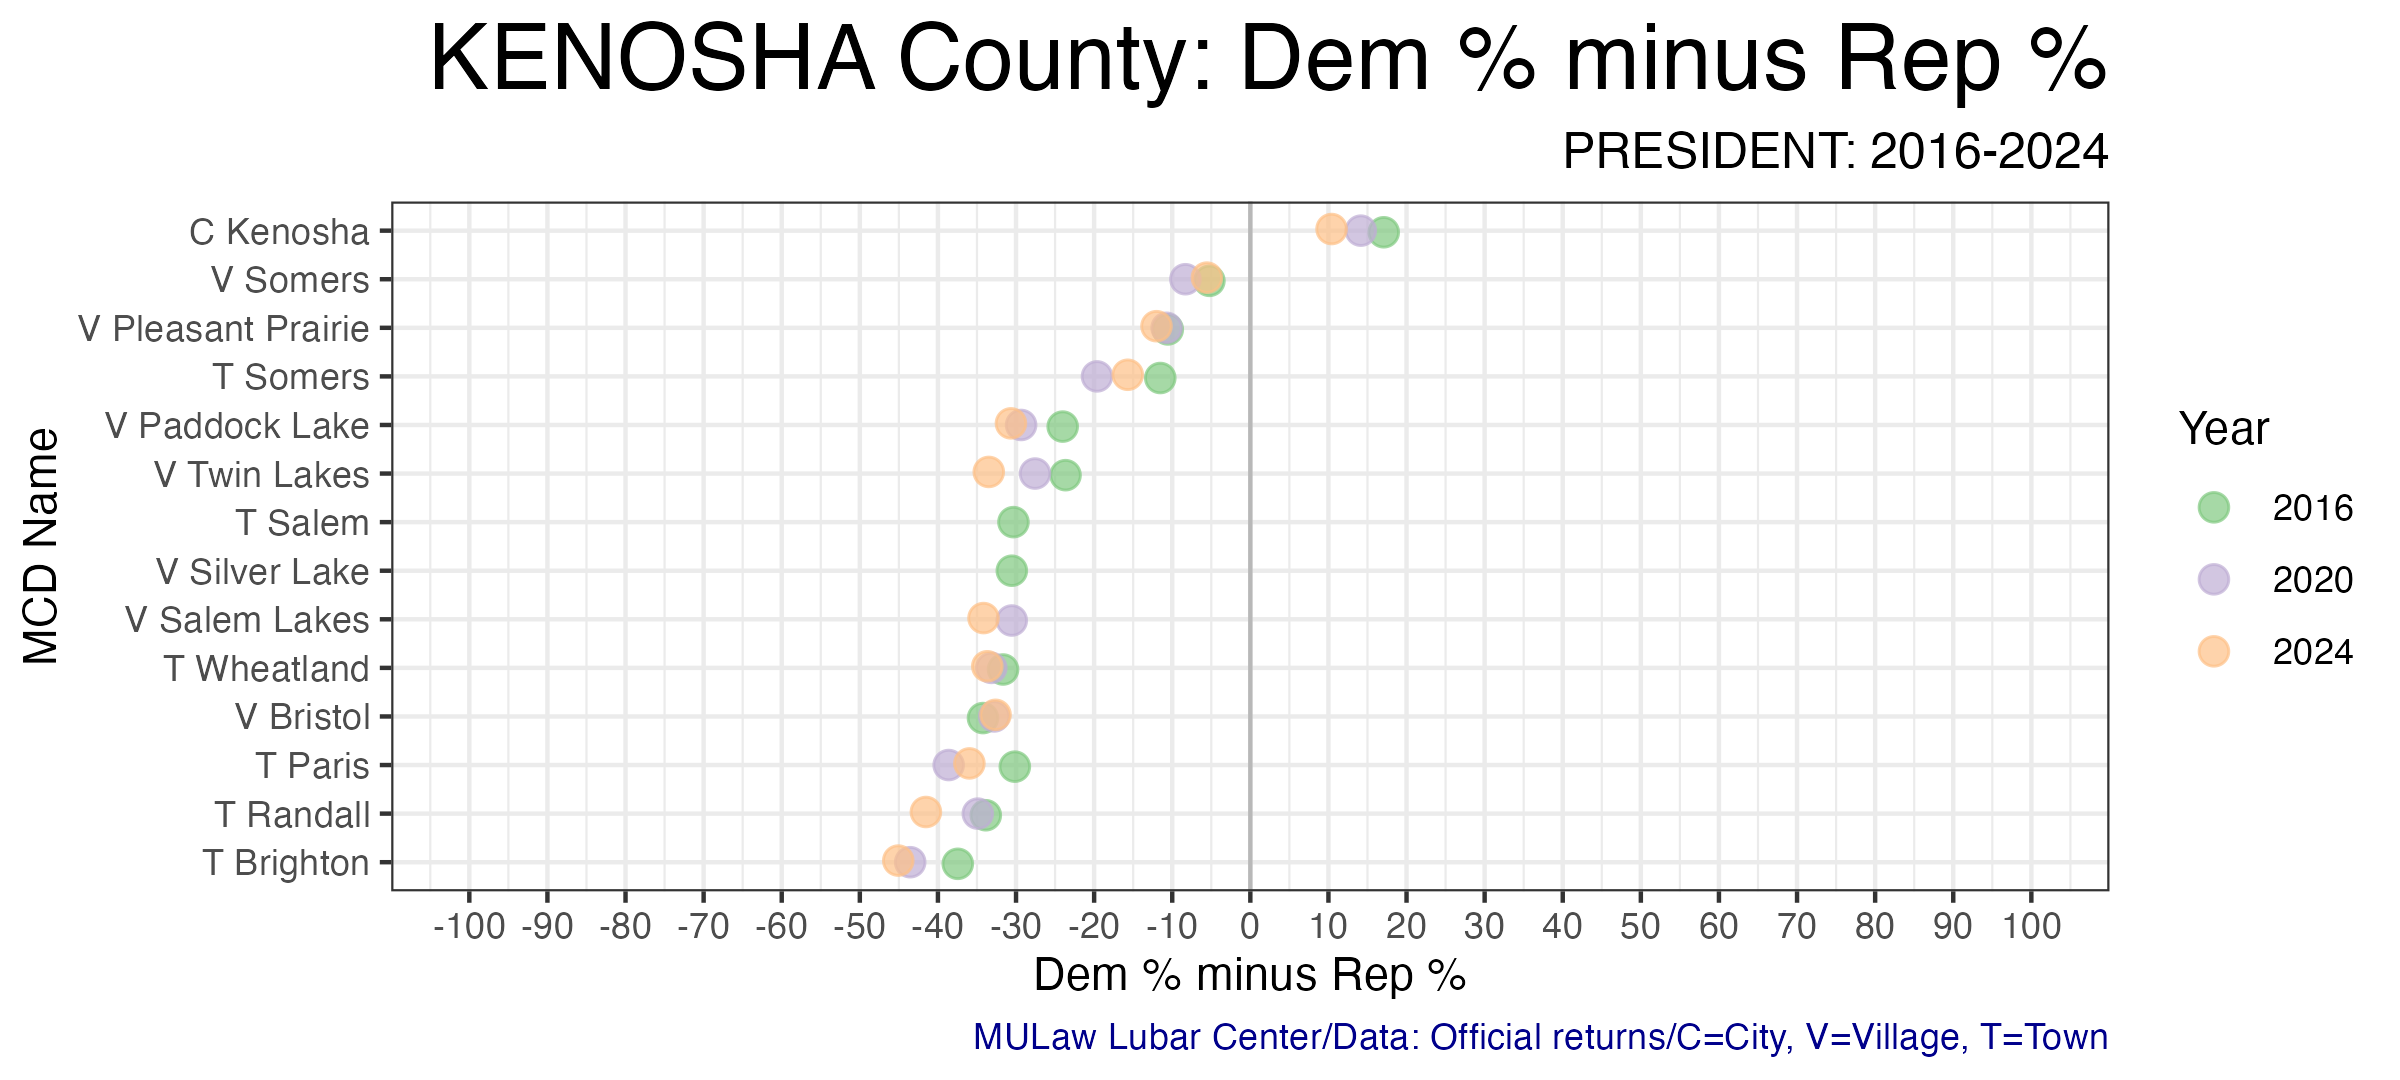 KENOSHA County: Dem % minus Rep %
PRESIDENT: 2016-2024
MCD Name
C Kenosha
V Somers
V Pleasant Prairie
T Somers
V Paddock Lake
V Twin Lakes
T Salem
V Silver Lake
V Salem Lakes
T Wheatland
V Bristol
T Paris
T Randall
T Brighton
-100 -90 -80 -70 -60 -50 -40 -30 -20 -10 0 10 20 30 40 50 60 70 80 90 100
Dem % minus Rep %
Year
2016
2020
2024
MULaw Lubar Center/Data: Official returns/C=City, V=Village, T=Town